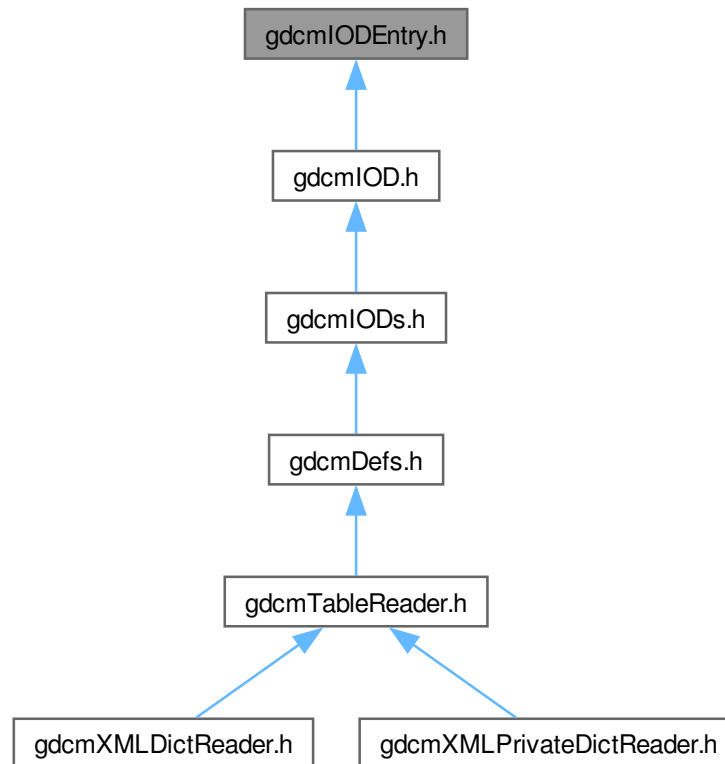 gdcmIODEntry.h
gdcmIOD.h
gdcmIODs.h
gdcmDefs.h
gdcmTableReader.h
gdcmXMLDictReader.h
gdcmXMLPrivateDictReader.h